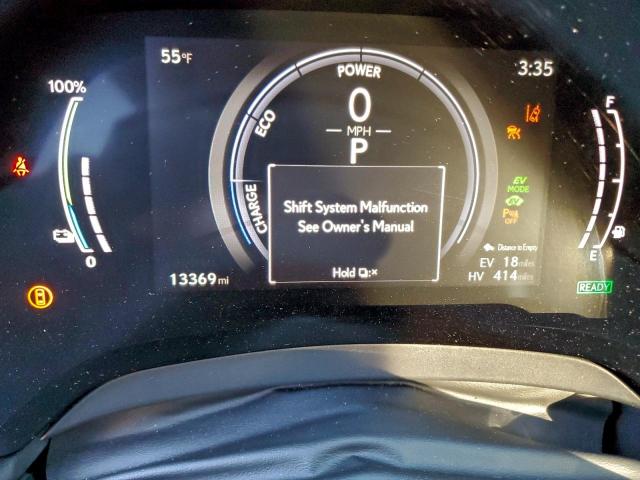 55°F
POWER
3:35
100%
F
0
ECO
MPH
P
EV
MODE
CHARGE
Shift System Malfunction
See Owner's Manual
P
OFF
Distance to Empty
E
EV 18 miles
HV 414 miles
0
13369 mi
Hold :×
READY